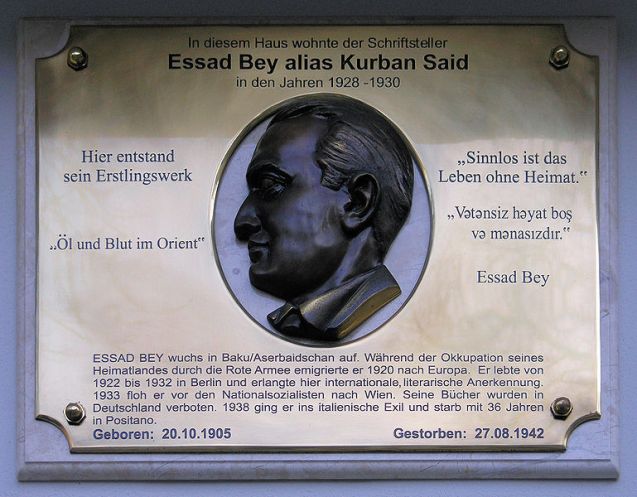 In diesem Haus wohnte der Schriftsteller
Essad Bey alias Kurban Said
in den Jahren 1928 -1930
Hier entstand
sein Erstlingswerk
„Öl und Blut im Orient“
„Sinnlos ist das
Leben ohne Heimat.“
„Vətənsiz həyat boş
və mənasızdır.“
Essad Bey
ESSAD BEY wuchs in Baku/Aserbaidschan auf. Während der Okkupation seines
Heimatlandes durch die Rote Armee emigrierte er 1920 nach Europa. Er lebte von
1922 bis 1932 in Berlin und erlangte hier internationale, literarische Anerkennung.
1933 floh er vor den Nationalsozialisten nach Wien. Seine Bücher wurden in
Deutschland verboten. 1938 ging er ins italienische Exil und starb mit 36 Jahren
in Positano.
Geboren: 20.10.1905 Gestorben: 27.08.1942